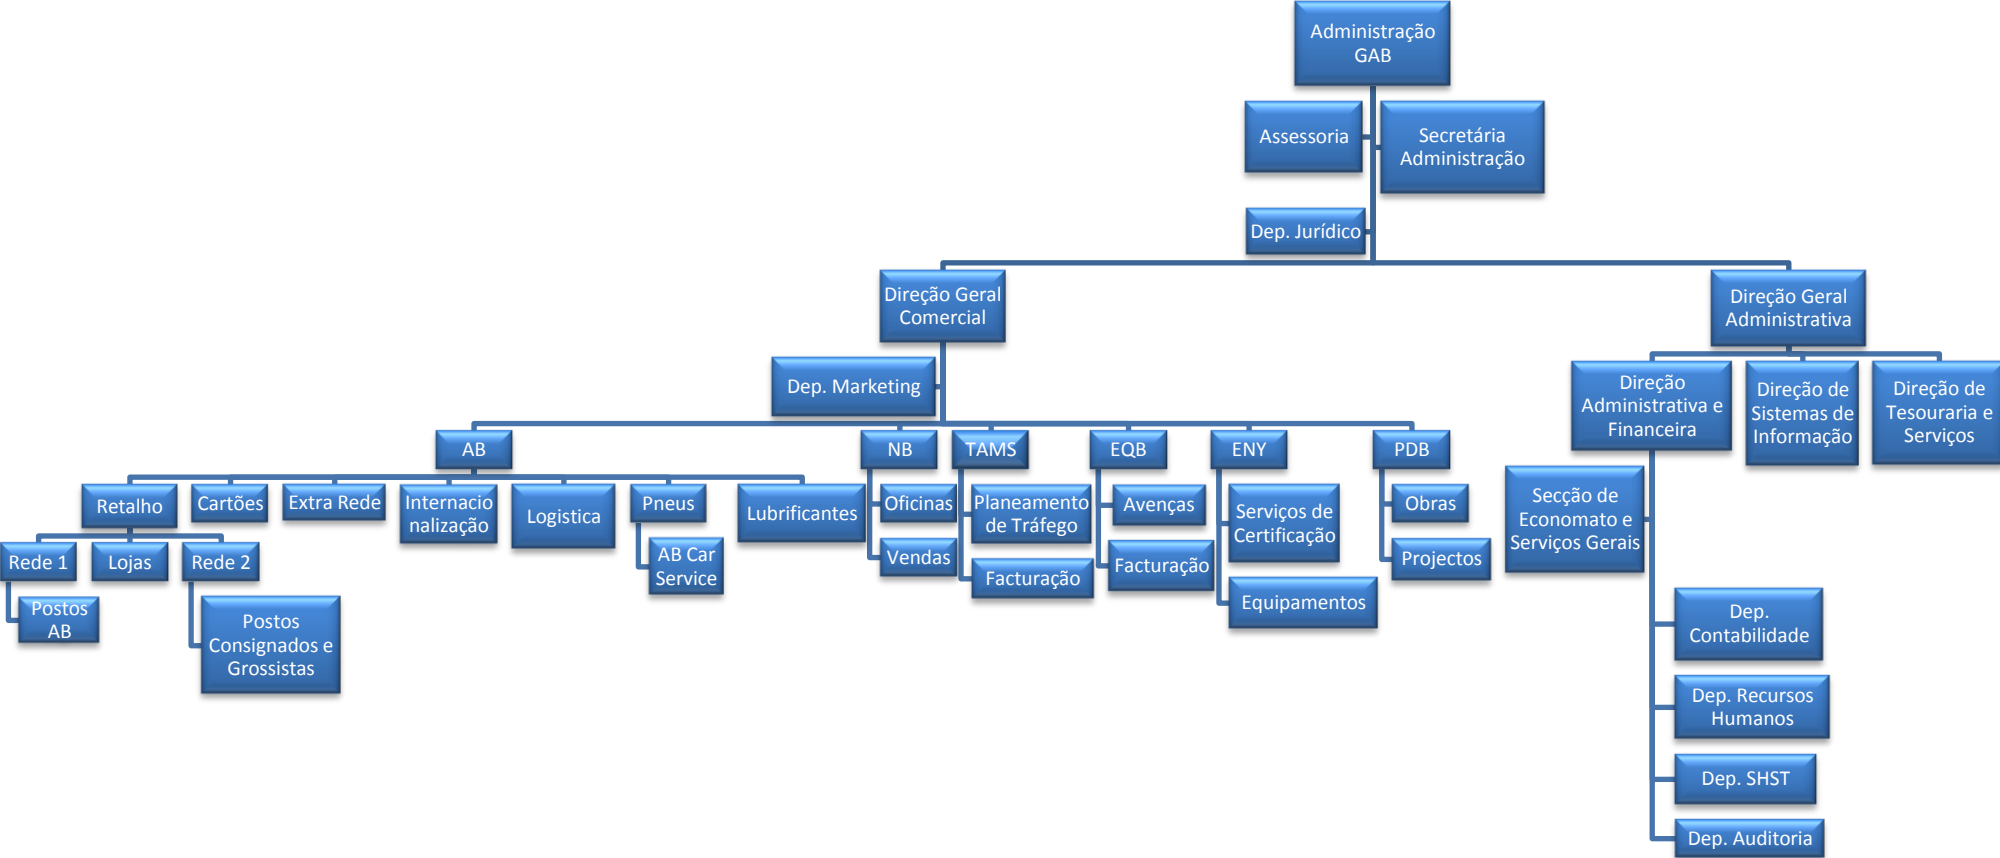 Administração
GAB
Assessoria
Secretária
Administração
Dep. Jurídico
Direção Geral
Comercial
Direção Geral
Administrativa
Dep. Marketing
Direção
Administrativa e
Financeira
Direção de
Sistemas de
Informação
Direção de
Tesouraria e
Serviços
AB
NB
TAMS
EQB
ENY
PDB
Retalho
Cartões
Extra Rede
Internacio
nalização
Logistica
Pneus
Lubrificantes
Oficinas
Vendas
Planeamento
de Tráfego
Facturação
Avenças
Facturação
Serviços de
Certificação
Equipamentos
Obras
Projectos
Secção de
Economato e
Serviços Gerais
Rede 1
Lojas
Rede 2
AB Car
Service
Postos
AB
Postos
Consignados e
Grossistas
Dep.
Contabilidade
Dep. Recursos
Humanos
Dep. SHST
Dep. Auditoria